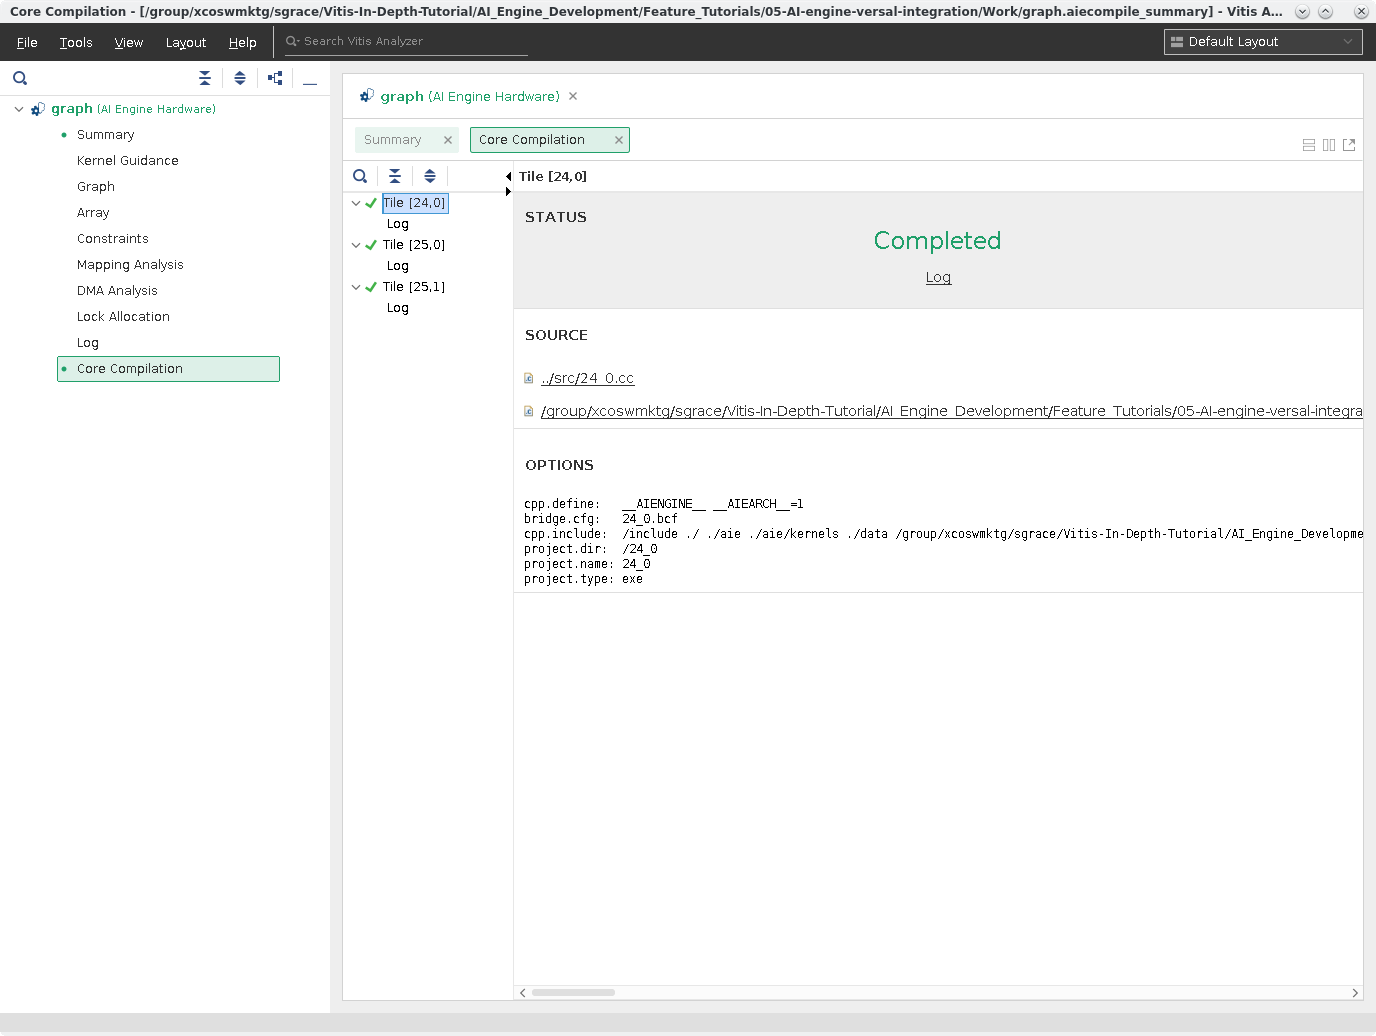 Core Compilation - [/group/xcoswmktg/sgrace/Vitis-In-Depth-Tutorial/AI_Engine_Development/Feature_Tutorials/05-AI-engine-versal-integration/Work/graph.aiecompile_summary] - Vitis A...
File Tools View Layout Help Search Vitis Analyzer Default Layout
graph (AI Engine Hardware)
Summary
Kernel Guidance
Graph
Array
Constraints
Mapping Analysis
DMA Analysis
Lock Allocation
Log
Core Compilation
graph (AI Engine Hardware)
Summary Core Compilation
Tile [24,0]
Log
Tile [25,0]
Log
Tile [25,1]
Log
Tile [24,0]
STATUS
Completed
Log
SOURCE
../src/24_0.cc
/group/xcoswmktg/sgrace/Vitis-In-Depth-Tutorial/AI_Engine_Development/Feature_Tutorials/05-AI-engine-versal-integra
OPTIONS
cpp.define: __AIENGINE__ __AIEARCH__=1
bridge.cfg: 24_0.bcf
cpp.include: /include ./ ./aie ./aie/kernels ./data /group/xcoswmktg/sgrace/Vitis-In-Depth-Tutorial/AI_Engine_Developme
project.dir: /24_0
project.name: 24_0
project.type: exe